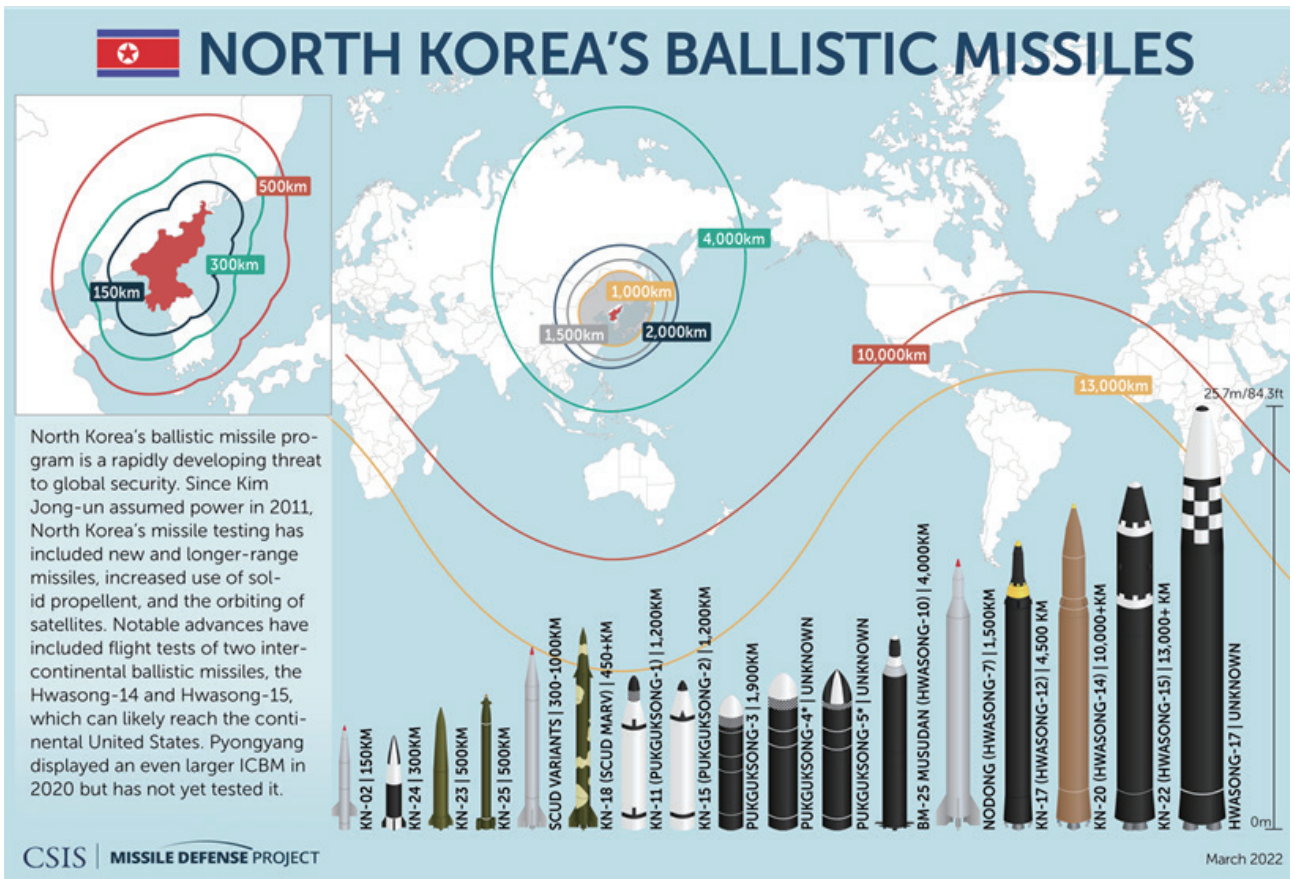 NORTH KOREA'S BALLISTIC MISSILES
500km
300km
150km
4,000km
1,000km
1,500km
2,000km
10,000km
13,000km
25.7m/84.3ft
North Korea's ballistic missile pro-
gram is a rapidly developing threat
to global security. Since Kim
Jong-un assumed power in 2011,
North Korea's missile testing has
included new and longer-range
missiles, increased use of sol-
id propellent, and the orbiting of
satellites. Notable advances have
included flight tests of two inter-
continental ballistic missiles, the
Hwasong-14 and Hwasong-15,
which can likely reach the conti-
nental United States. Pyongyang
displayed an even larger ICBM in
2020 but has not yet tested it.
KN-02 | 150KM
KN-24 | 300KM
KN-23 | 500KM
KN-25 | 500KM
SCUD VARIANTS | 300-1000KM
KN-18 (SCUD MARV) | 450+KM
KN-11 (PUKGUKSONG-1) | 1,200KM
KN-15 (PUKGUKSONG-2) | 1,200KM
PUKGUKSONG-3 | 1,900KM
PUKGUKSONG-4* | UNKNOWN
PUKGUKSONG-5* | UNKNOWN
BM-25 MUSUDAN (HWASONG-10) | 4,000KM
NODONG (HWASONG-7) | 1,500KM
KN-17 (HWASONG-12) | 4,500 KM
KN-20 (HWASONG-14) | 10,000+KM
KN-22 (HWASONG-15) | 13,000+ KM
HWASONG-17 | UNKNOWN
0m
CSIS | MISSILE DEFENSE PROJECT
March 2022